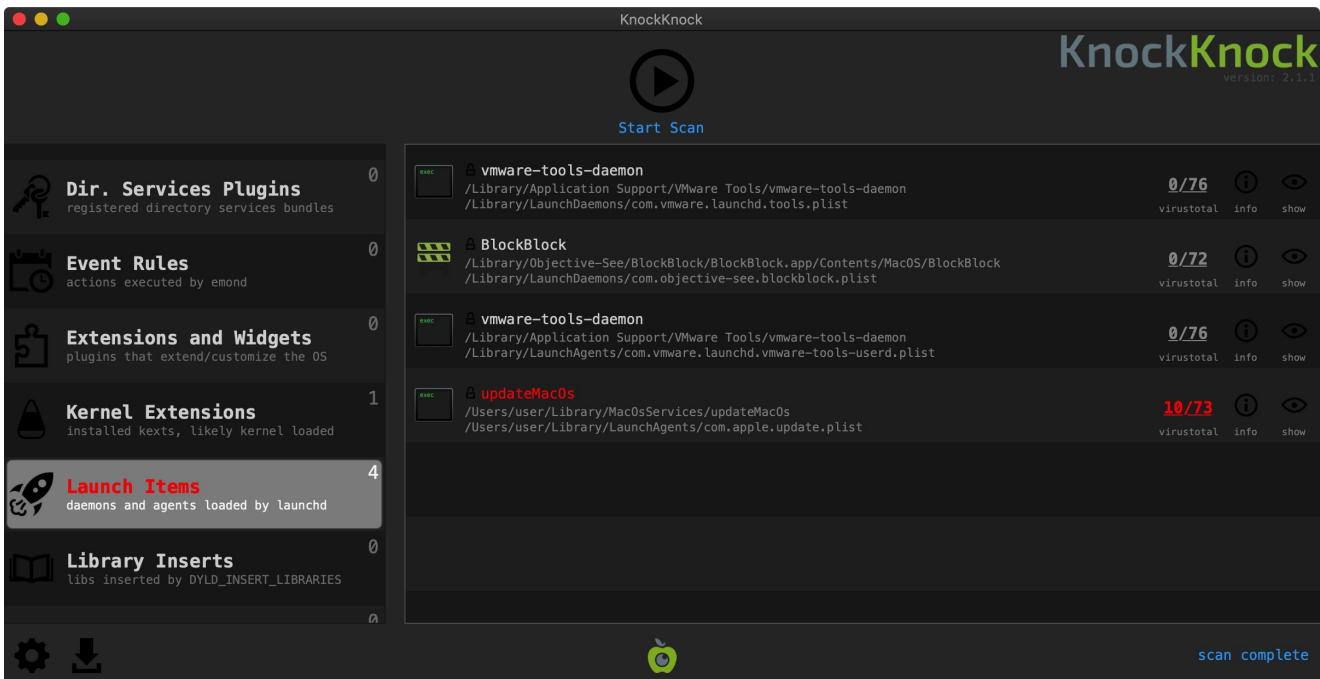 KnockKnock
KnockKnock
version: 2.1.1
Start Scan
Dir. Services Plugins
registered directory services bundles
0
Event Rules
actions executed by emond
0
Extensions and Widgets
plugins that extend/customize the OS
0
Kernel Extensions
installed kexts, likely kernel loaded
1
Launch Items
daemons and agents loaded by launchd
4
Library Inserts
libs inserted by DYLD_INSERT_LIBRARIES
0
0
exec
vmware-tools-daemon
/Library/Application Support/VMware Tools/vmware-tools-daemon
/Library/LaunchDaemons/com.vmware.launchd.tools.plist
0/76
virustotal info show
BlockBlock
/Library/Objective-See/BlockBlock/BlockBlock.app/Contents/MacOS/BlockBlock
/Library/LaunchDaemons/com.objective-see.blockblock.plist
0/72
virustotal info show
exec
vmware-tools-daemon
/Library/Application Support/VMware Tools/vmware-tools-daemon
/Library/LaunchAgents/com.vmware.launchd.vmware-tools-userd.plist
0/76
virustotal info show
exec
updateMacOs
/Users/user/Library/MacOsServices/updateMacOs
/Users/user/Library/LaunchAgents/com.apple.update.plist
10/73
virustotal info show
scan complete